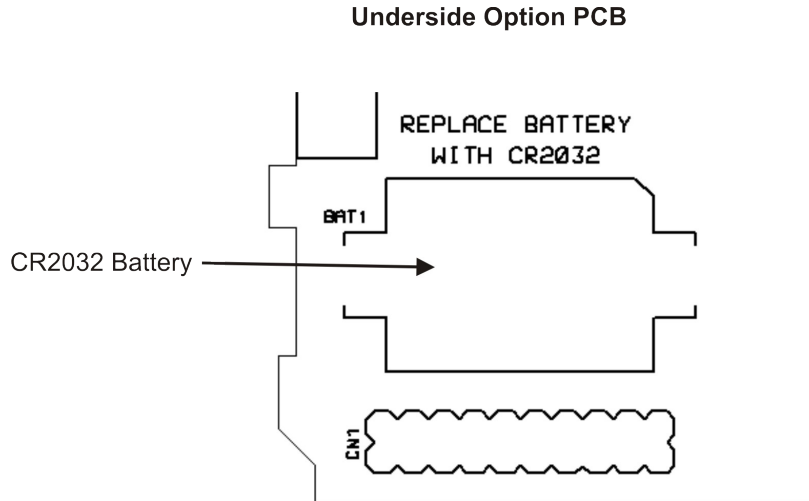 Underside Option PCB
REPLACE BATTERY
WITH CR2032
BAT1
CR2032 Battery
CN1